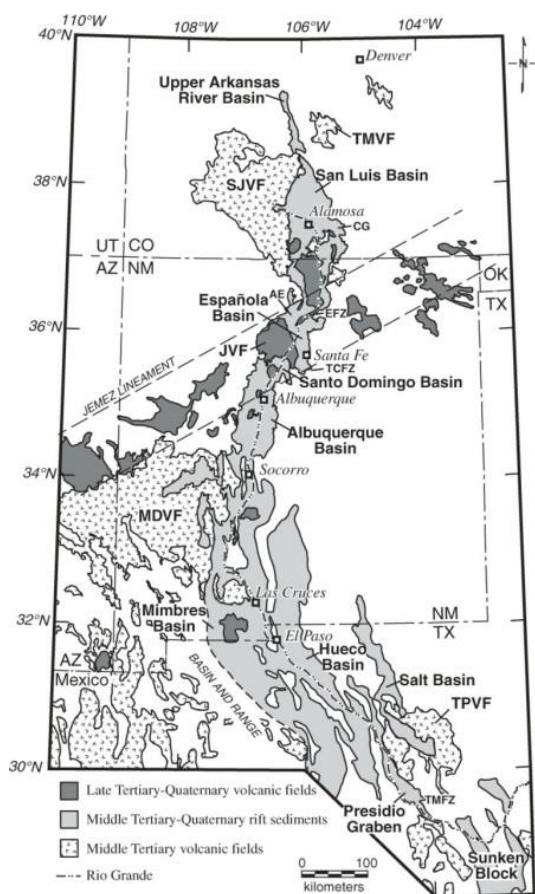 110°W
108°W
106°W
104°W
40°N
Denver
N
Upper Arkansas
River Basin
TMVF
SJVF
San Luis Basin
38°N
Alamosa
CG
UT CO
AZ NM
OK
TX
AE
Española
Basin
EFZ
36°N
JVF
Santa Fe
TCFZ
JEMEZ LINEAMENT
Santo Domingo Basin
Albuquerque
Albuquerque
Basin
34°N
Socorro
MDVF
Las Cruces
32°N
Mimbres
Basin
NM
TX
El Paso
Hueco
Basin
AZ
Mexico
BASIN AND RANGE
Salt Basin
TPVF
30°N
Late Tertiary-Quaternary volcanic fields
Middle Tertiary-Quaternary rift sediments
Middle Tertiary volcanic fields
Rio Grande
Presidio
Graben
TMFZ
Sunken
Block
0 100
kilometers